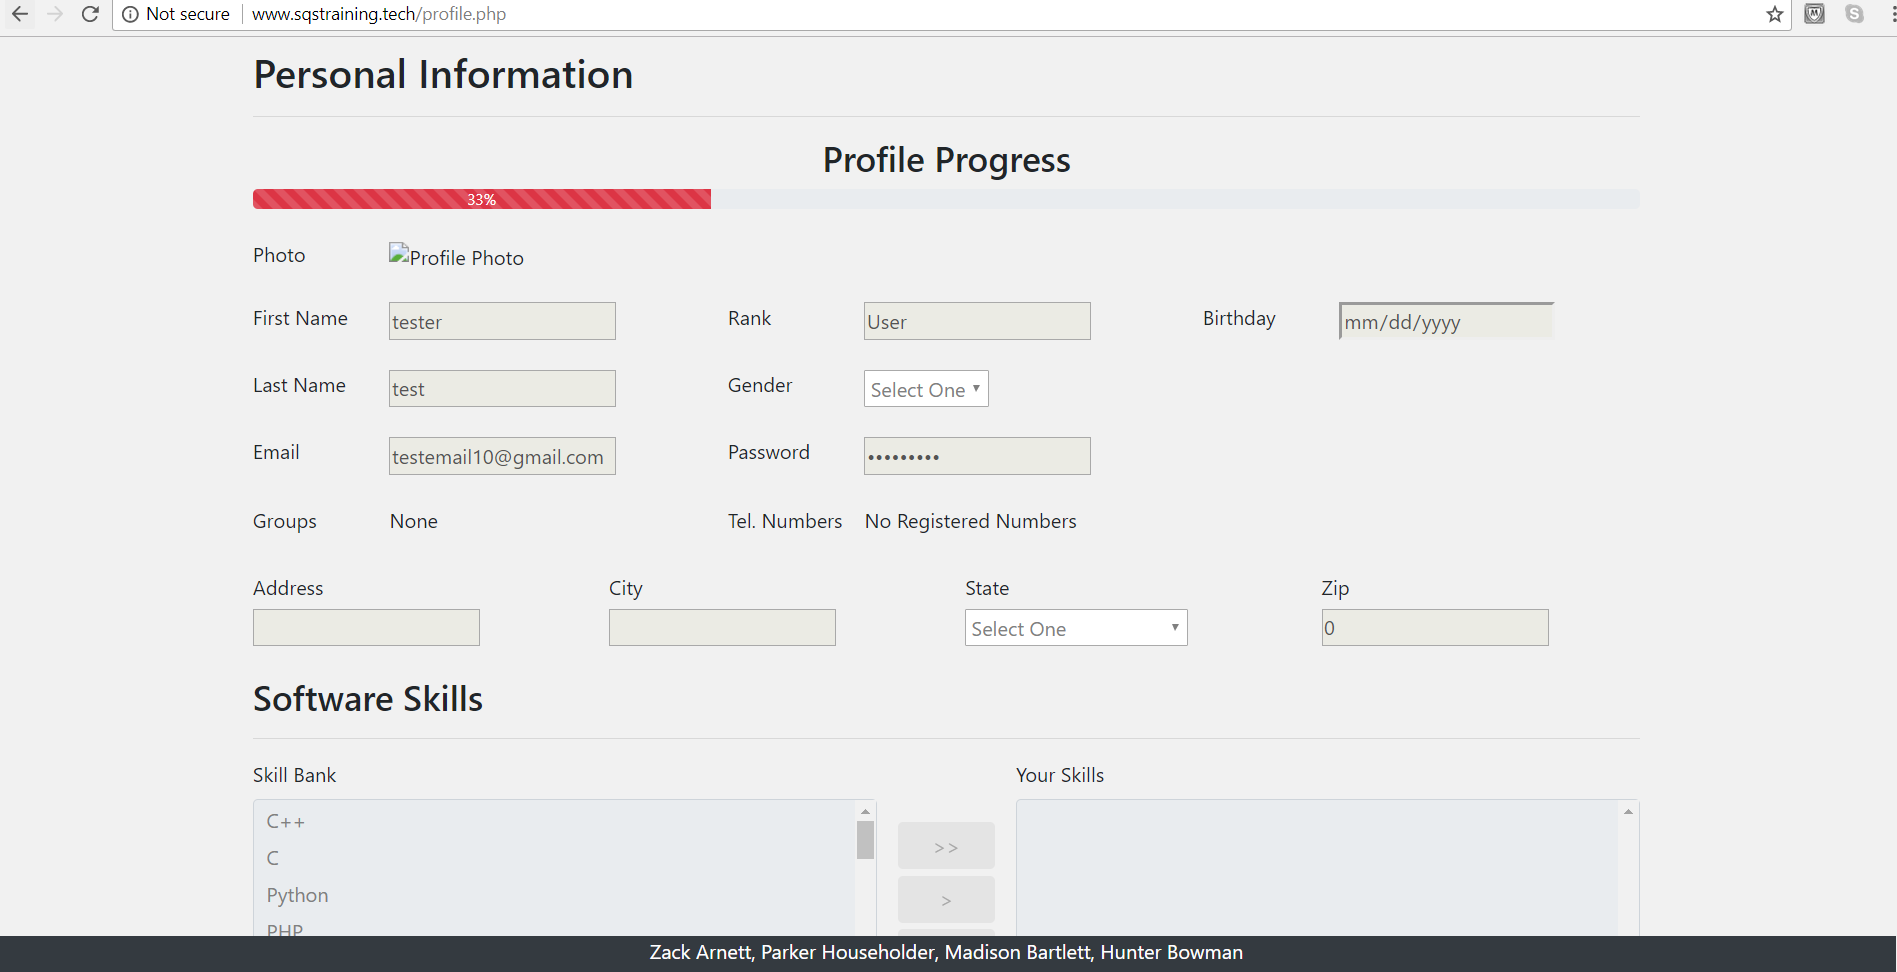 Not secure www.sqstraining.tech/profile.php
Personal Information
Profile Progress
33%
Photo Profile Photo
First Name tester Rank User Birthday mm/dd/yyyy
Last Name test Gender Select One
Email testemail10@gmail.com Password •••••••••
Groups None Tel. Numbers No Registered Numbers
Address City State Zip
Select One 0
Software Skills
Skill Bank Your Skills
C++
C
>>
Python
>
PHP
Zack Arnett, Parker Householder, Madison Bartlett, Hunter Bowman